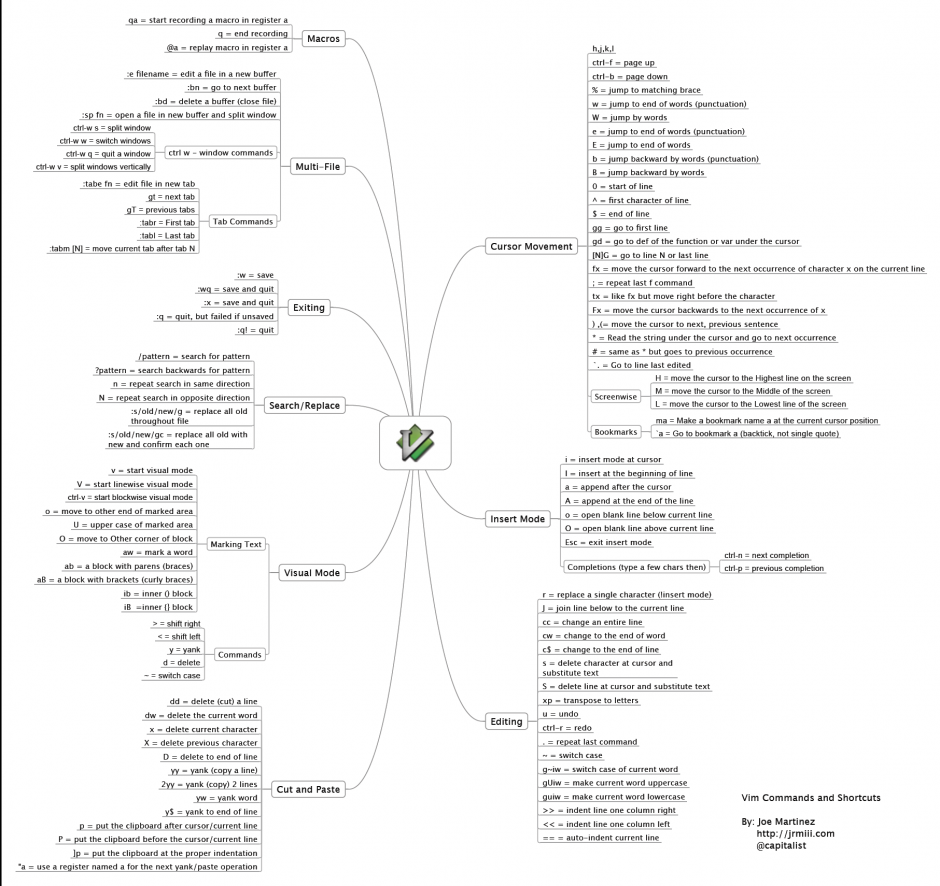 qa = start recording a macro in register a
q = end recording
@a = replay macro in register a
Macros
:e filename = edit a file in a new buffer
:bn = go to next buffer
:bd = delete a buffer (close file)
:sp fn = open a file in new buffer and split window
ctrl-w s = split window
ctrl-w w = switch windows
ctrl-w q = quit a window
ctrl-w v = split windows vertically
ctrl w - window commands
Multi-File
:tabe fn = edit file in new tab
gt = next tab
gT = previous tabs
:tabr = First tab
:tabl = Last tab
:tabm [N] = move current tab after tab N
Tab Commands
:w = save
:wq = save and quit
:x = save and quit
:q = quit, but failed if unsaved
:q! = quit
Exiting
/pattern = search for pattern
?pattern = search backwards for pattern
n = repeat search in same direction
N = repeat search in opposite direction
:s/old/new/g = replace all old
throughout file
:s/old/new/gc = replace all old with
new and confirm each one
Search/Replace
v = start visual mode
V = start linewise visual mode
ctrl-v = start blockwise visual mode
o = move to other end of marked area
U = upper case of marked area
O = move to Other corner of block
aw = mark a word
ab = a block with parens (braces)
aB = a block with brackets (curly braces)
ib = inner () block
iB =inner {} block
Marking Text
Visual Mode
> = shift right
< = shift left
y = yank
d = delete
~ = switch case
Commands
dd = delete (cut) a line
dw = delete the current word
x = delete current character
X = delete previous character
D = delete to end of line
yy = yank (copy a line)
2yy = yank (copy) 2 lines
yw = yank word
y$ = yank to end of line
p = put the clipboard after cursor/current line
P = put the clipboard before the cursor/current line
]p = put the clipboard at the proper indentation
"a = use a register named a for the next yank/paste operation
Cut and Paste
h,j,k,l
ctrl-f = page up
ctrl-b = page down
% = jump to matching brace
w = jump to end of words (punctuation)
W = jump by words
e = jump to end of words (punctuation)
E = jump to end of words
b = jump backward by words (punctuation)
B = jump backward by words
0 = start of line
^ = first character of line
$ = end of line
gg = go to first line
gd = go to def of the function or var under the cursor
[N]G = go to line N or last line
fx = move the cursor forward to the next occurrence of character x on the current line
; = repeat last f command
tx = like fx but move right before the character
Fx = move the cursor backwards to the next occurrence of x
) ,(= move the cursor to next, previous sentence
* = Read the string under the cursor and go to next occurrence
# = same as * but goes to previous occurrence
`. = Go to line last edited
Cursor Movement
H = move the cursor to the Highest line on the screen
M = move the cursor to the Middle of the screen
L = move the cursor to the Lowest line of the screen
Screenwise
ma = Make a bookmark name a at the current cursor position
`a = Go to bookmark a (backtick, not single quote)
Bookmarks
i = insert mode at cursor
I = insert at the beginning of line
a = append after the cursor
A = append at the end of the line
o = open blank line below current line
O = open blank line above current line
Esc = exit insert mode
Insert Mode
Completions (type a few chars then)
ctrl-n = next completion
ctrl-p = previous completion
r = replace a single character (!insert mode)
J = join line below to the current line
cc = change an entire line
cw = change to the end of word
c$ = change to the end of line
s = delete character at cursor and
substitute text
S = delete line at cursor and substitute text
xp = transpose to letters
u = undo
ctrl-r = redo
. = repeat last command
~ = switch case
g~iw = switch case of current word
gUiw = make current word uppercase
guiw = make current word lowercase
>> = indent line one column right
<< = indent line one column left
== = auto-indent current line
Editing
Vim Commands and Shortcuts
By: Joe Martinez
http://jrmiii.com
@capitalist